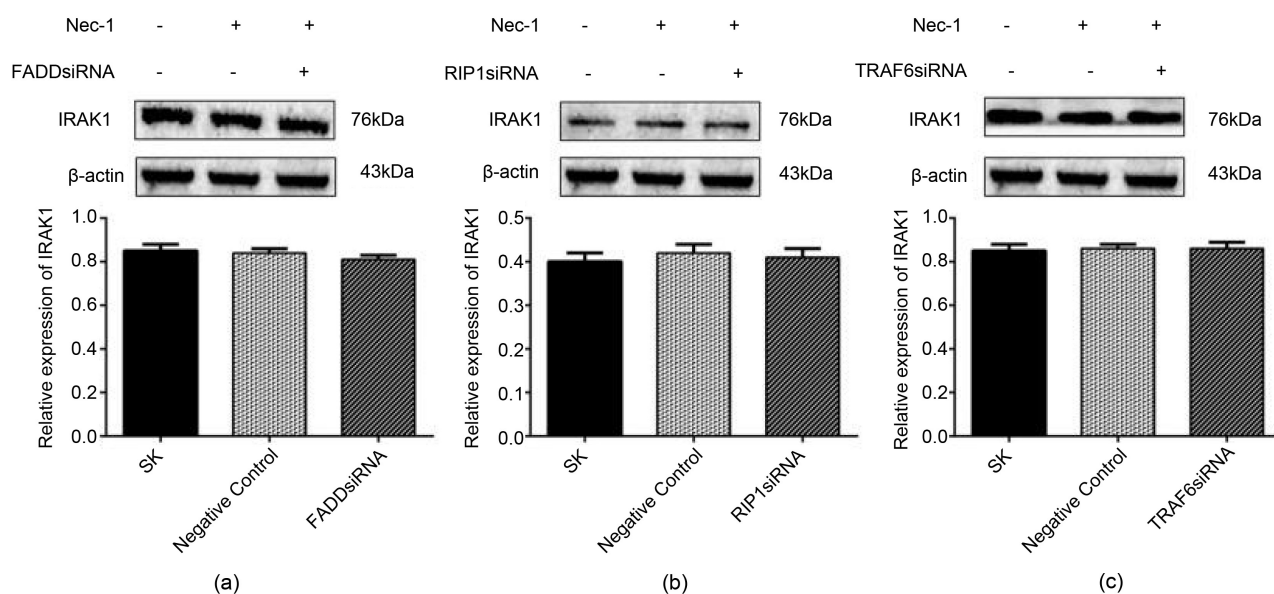 Nec-1 - + +
FADDsiRNA - - +
IRAK1 76kDa
β-actin 43kDa
Relative expression of IRAK1
1.0
0.8
0.6
0.4
0.2
0.0
SK
Negative Control
FADDsiRNA
(a)
Nec-1 - + +
RIP1siRNA - - +
IRAK1 76kDa
β-actin 43kDa
Relative expression of IRAK1
0.5
0.4
0.3
0.2
0.1
0.0
SK
Negative Control
RIP1siRNA
(b)
Nec-1 - + +
TRAF6siRNA - - +
IRAK1 76kDa
β-actin 43kDa
Relative expression of IRAK1
1.0
0.8
0.6
0.4
0.2
0.0
SK
Negative Control
TRAF6siRNA
(c)